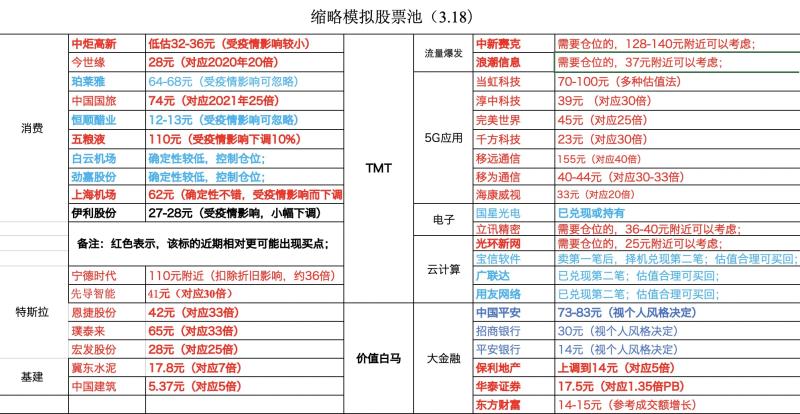 缩略模拟股票池（3.18）
消费
中炬高新 低估32-36元（受疫情影响较小）
今世缘 28元（对应2020年20倍）
珀莱雅 64-68元（受疫情影响可忽略）
中国国旅 74元（对应2021年25倍）
恒顺醋业 12-13元（受疫情影响可忽略）
五粮液 110元（受疫情影响下调10%）
白云机场 确定性较低，控制仓位；
劲嘉股份 确定性较低，控制仓位；
上海机场 62元（确定性不错，受疫情影响而下调
伊利股份 27-28元（受疫情影响，小幅下调）
备注：红色表示，该标的近期相对更可能出现买点；
特斯拉
宁德时代 110元附近（扣除折旧影响，约36倍）
先导智能 41元（对应30倍）
恩捷股份 42元（对应33倍）
璞泰来 65元（对应33倍）
宏发股份 28元（对应25倍）
基建
冀东水泥 17.8元（对应7倍）
中国建筑 5.37元（对应5倍）
TMT
流量爆发
中新赛克 需要仓位的，128-140元附近可以考虑；
浪潮信息 需要仓位的，37元附近可以考虑；
5G应用
当虹科技 70-100元（多种估值法）
淳中科技 39元 （对应30倍）
完美世界 45元（对应25倍）
千方科技 23元（对应30倍）
移远通信 155元（对应40倍）
移为通信 40-44元（对应30-33倍）
海康威视 33元（对应20倍）
电子
国星光电 已兑现或持有
立讯精密 需要仓位的，36-40元附近可以考虑；
云计算
光环新网 需要仓位的，25元附近可以考虑；
宝信软件 卖第一笔后，择机兑现第二笔；估值合理可买回；
广联达 已兑现第二笔；估值合理可买回；
用友网络 已兑现第二笔；估值合理可买回；
价值白马
大金融
中国平安 73-83元（视个人风格决定）
招商银行 30元（视个人风格决定）
平安银行 14元（视个人风格决定）
保利地产 上调到14元（对应5倍）
华泰证券 17.5元（对应1.35倍PB）
东方财富 14-15元（参考成交额增长）